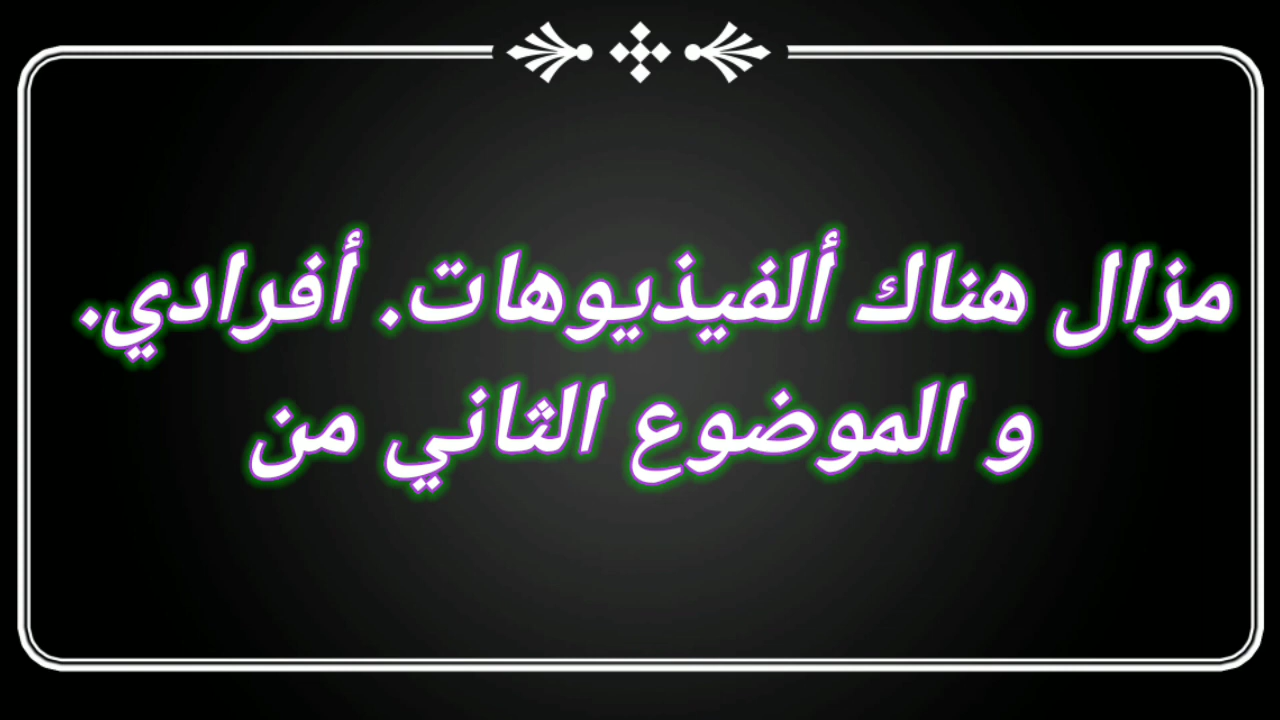 مزال هناك ألفيذيوهات. أفرادي.
و الموضوع الثاني من